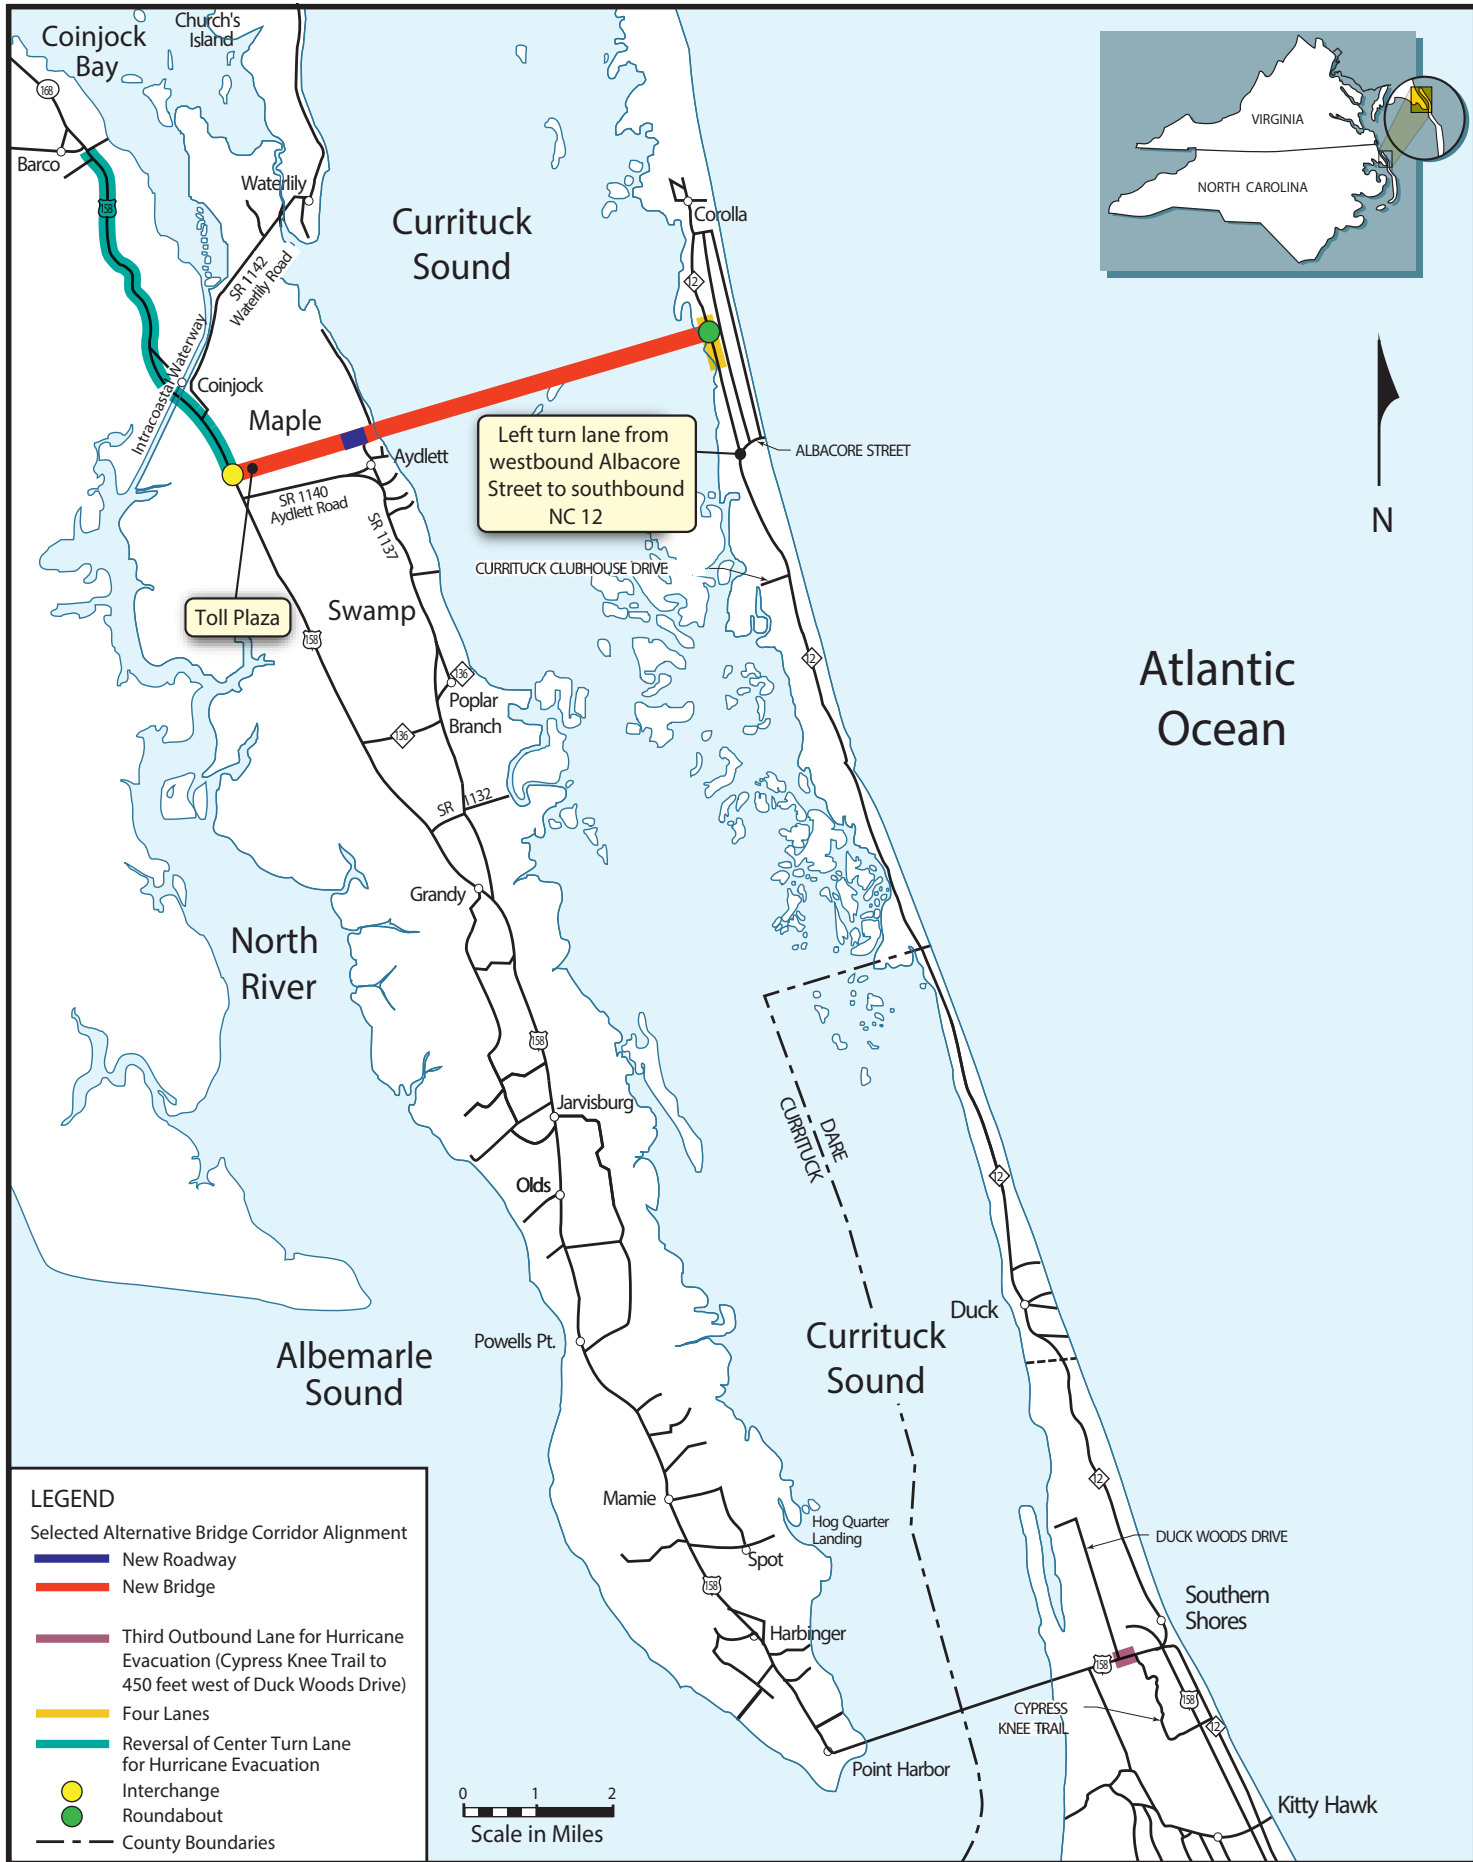 Coinjock
Bay
Church's
Island
168
Barco
158
Waterlily
SR 1142
Waterlily Road
Intracoastal Waterway
Coinjock
Maple
Currituck
Sound
Corolla
12
VIRGINIA
NORTH CAROLINA
N
Left turn lane from
westbound Albacore
Street to southbound
NC 12
ALBACORE STREET
Aydlett
SR 1140
Aydlett Road
SR 1137
CURRITUCK CLUBHOUSE DRIVE
Toll Plaza
Swamp
158
12
136
Poplar
Branch
136
SR 1132
Atlantic
Ocean
Grandy
North
River
158
Jarvisburg
DARE
CURRITUCK
Olds
12
Duck
Powells Pt.
Albemarle
Sound
Currituck
Sound
12
Mamie
Hog Quarter
Landing
Spot
158
DUCK WOODS DRIVE
Southern
Shores
Harbinger
158
CYPRESS
KNEE TRAIL
158
12
Point Harbor
Kitty Hawk
LEGEND
Selected Alternative Bridge Corridor Alignment
New Roadway
New Bridge
Third Outbound Lane for Hurricane
Evacuation (Cypress Knee Trail to
450 feet west of Duck Woods Drive)
Four Lanes
Reversal of Center Turn Lane
for Hurricane Evacuation
Interchange
Roundabout
County Boundaries
0 1 2
Scale in Miles